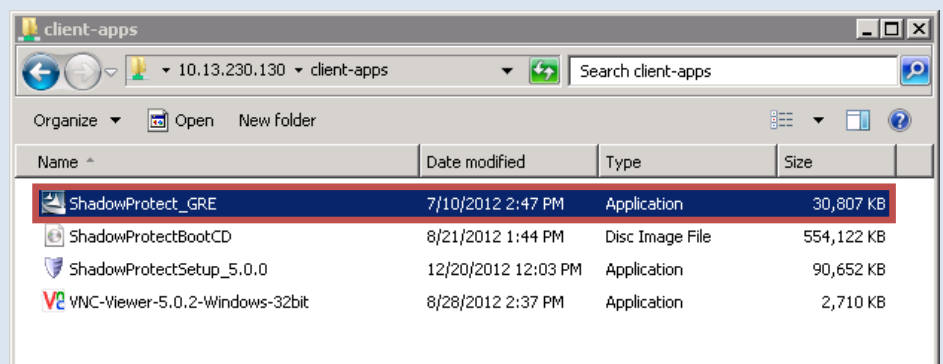 client-apps
10.13.230.130 client-apps Search client-apps
Organize Open New folder
Name Date modified Type Size
ShadowProtect_GRE 7/10/2012 2:47 PM Application 30,807 KB
ShadowProtectBootCD 8/21/2012 1:44 PM Disc Image File 554,122 KB
ShadowProtectSetup_5.0.0 12/20/2012 12:03 PM Application 90,652 KB
VNC-Viewer-5.0.2-Windows-32bit 8/28/2012 2:37 PM Application 2,710 KB